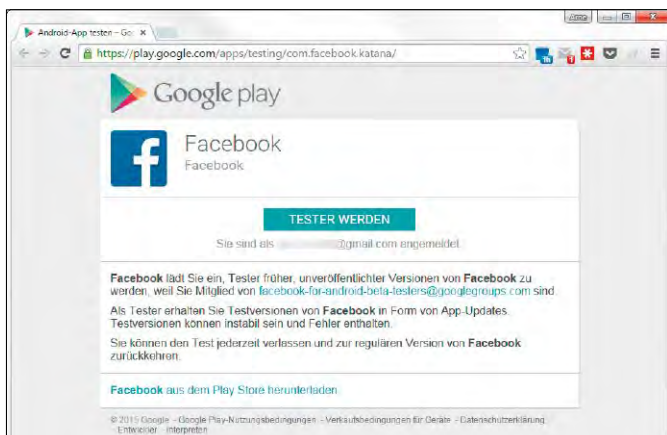 Android-App testen - Go
https://play.google.com/apps/testing/com.facebook.katana/
Google play
Facebook
Facebook
TESTER WERDEN
Sie sind als @gmail.com angemeldet.
Facebook lädt Sie ein, Tester früher, unveröffentlichter Versionen von Facebook zu
werden, weil Sie Mitglied von facebook-for-android-beta-testers@googlegroups.com sind.
Als Tester erhalten Sie Testversionen von Facebook in Form von App-Updates.
Testversionen können instabil sein und Fehler enthalten.
Sie können den Test jederzeit verlassen und zur regulären Version von Facebook
zurückkehren.
Facebook aus dem Play Store herunterladen.
© 2015 Google - Google Play-Nutzungsbedingungen - Verkaufsbedingungen für Geräte - Datenschutzerklärung
- Entwickler - Interpreten